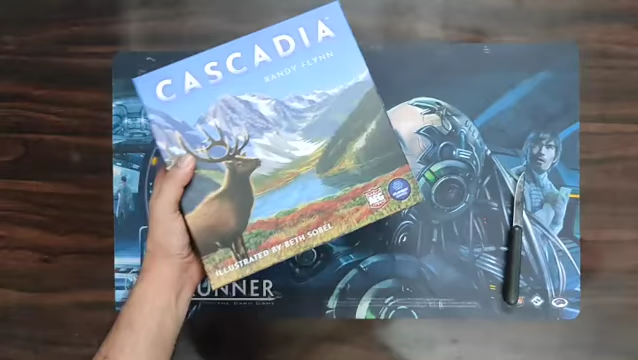 CASCADIA
RANDY FLYNN
ILLUSTRATED BY BETH SOBEL
UNNER